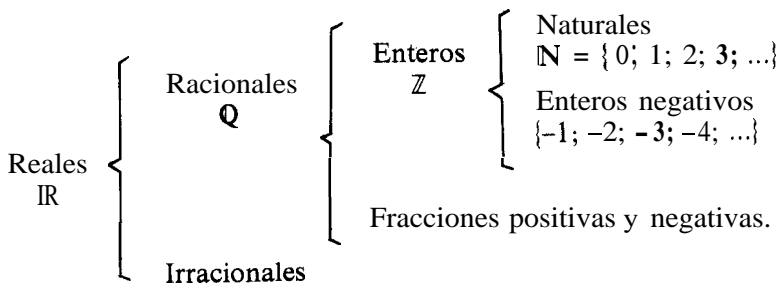 Naturales
Enteros
ℕ = {0; 1; 2; 3; ...}
Racionales
ℤ
Q
Enteros negativos
{-1; -2; -3; -4; ...}
Reales
ℝ
Fracciones positivas y negativas.
Irracionales